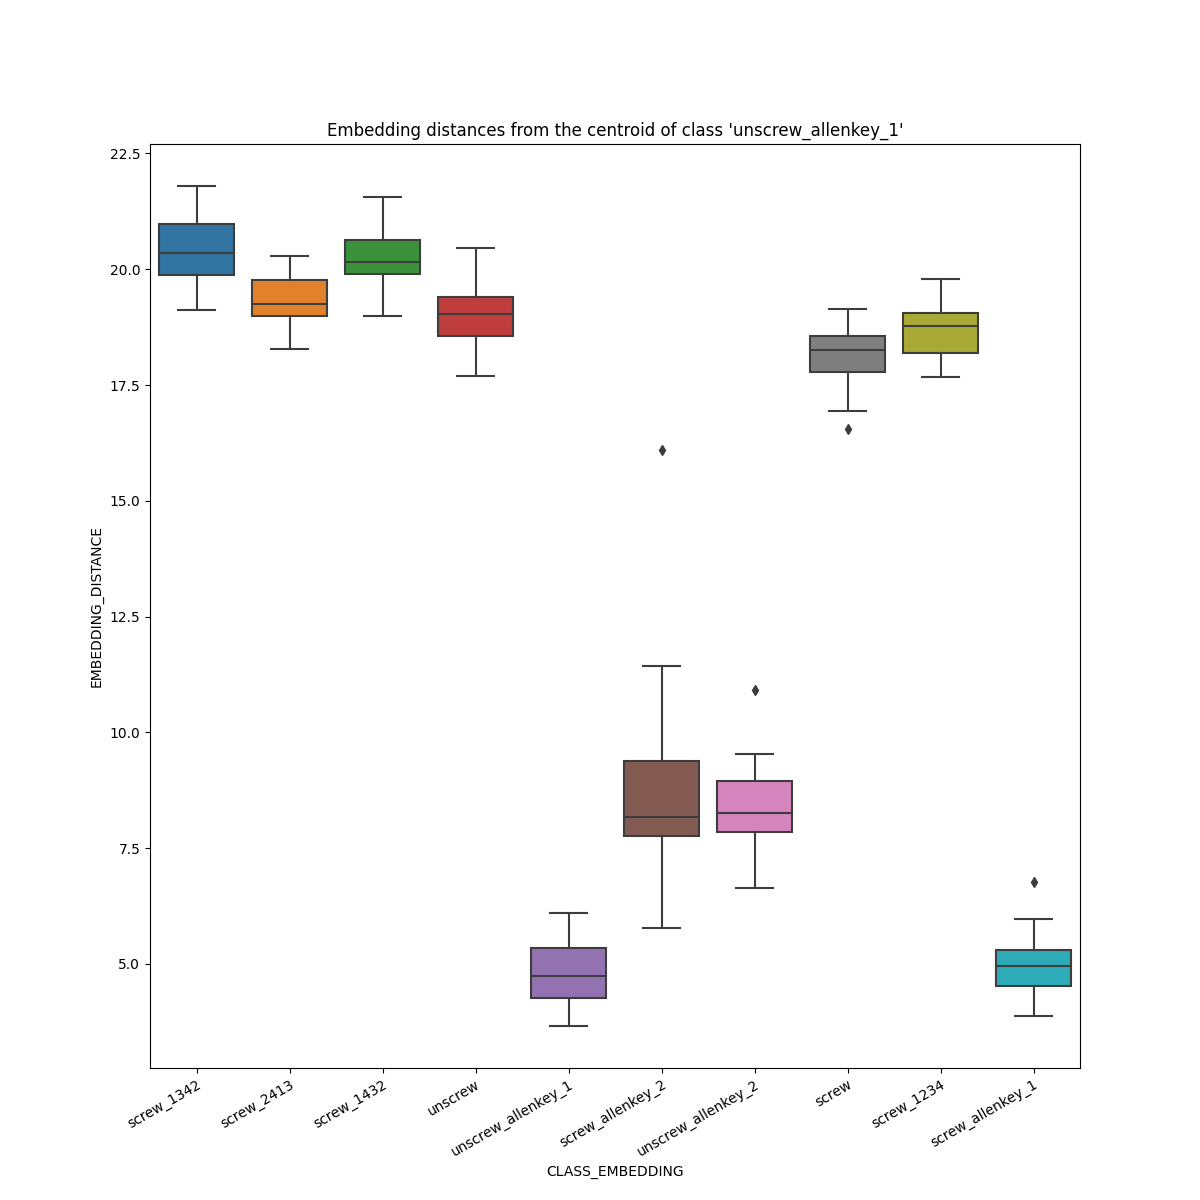 Embedding distances from the centroid of class 'unscrew_allenkey_1'
22.5
20.0
17.5
15.0
12.5
10.0
7.5
5.0
EMBEDDING_DISTANCE
screw_1342
screw_2413
screw_1432
unscrew
unscrew_allenkey_1
screw_allenkey_2
unscrew_allenkey_2
screw
screw_1234
screw_allenkey_1
CLASS_EMBEDDING